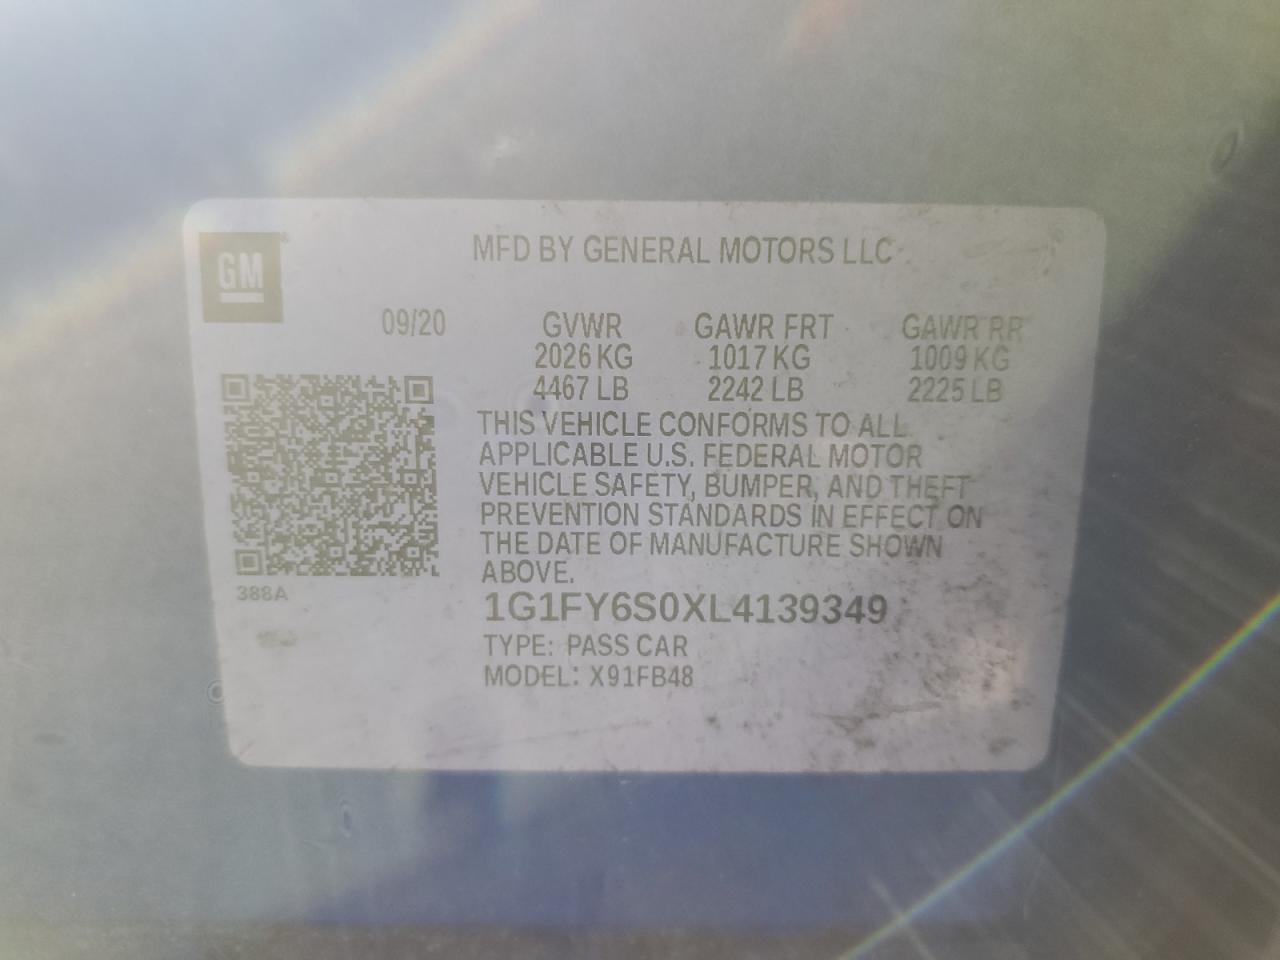 GM
MFD BY GENERAL MOTORS LLC
09/20 GVWR GAWR FRT GAWR RR
2026 KG 1017 KG 1009 KG
4467 LB 2242 LB 2225 LB
THIS VEHICLE CONFORMS TO ALL
APPLICABLE U.S. FEDERAL MOTOR
VEHICLE SAFETY, BUMPER, AND THEFT
PREVENTION STANDARDS IN EFFECT ON
THE DATE OF MANUFACTURE SHOWN
ABOVE.
388A
1G1FY6S0XL4139349
TYPE: PASS CAR
MODEL: X91FB48